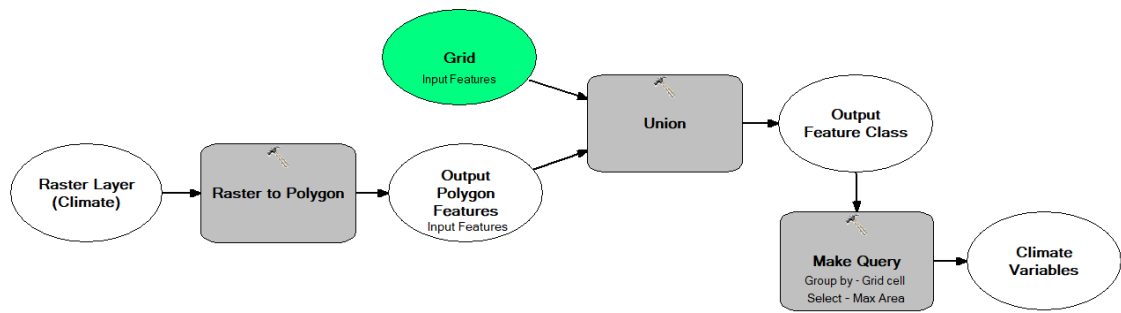 Grid
Input Features
Union
Output
Feature Class
Raster Layer
(Climate)
Raster to Polygon
Output
Polygon
Features
Input Features
Make Query
Group by - Grid cell
Select - Max Area
Climate
Variables